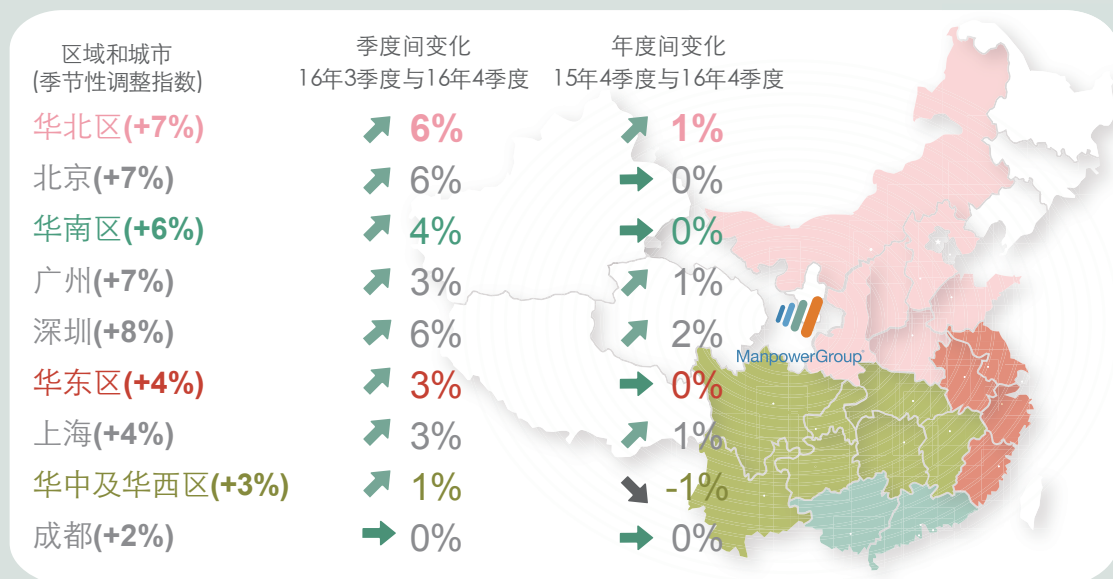 区域和城市
(季节性调整指数)
季度间变化
16年3季度与16年4季度
年度间变化
15年4季度与16年4季度
华北区(+7%) 6% 1%
北京(+7%) 6% 0%
华南区(+6%) 4% 0%
广州(+7%) 3% 1%
深圳(+8%) 6% 2%
ManpowerGroup
华东区(+4%) 3% 0%
上海(+4%) 3% 1%
华中及华西区(+3%) 1% -1%
成都(+2%) 0% 0%